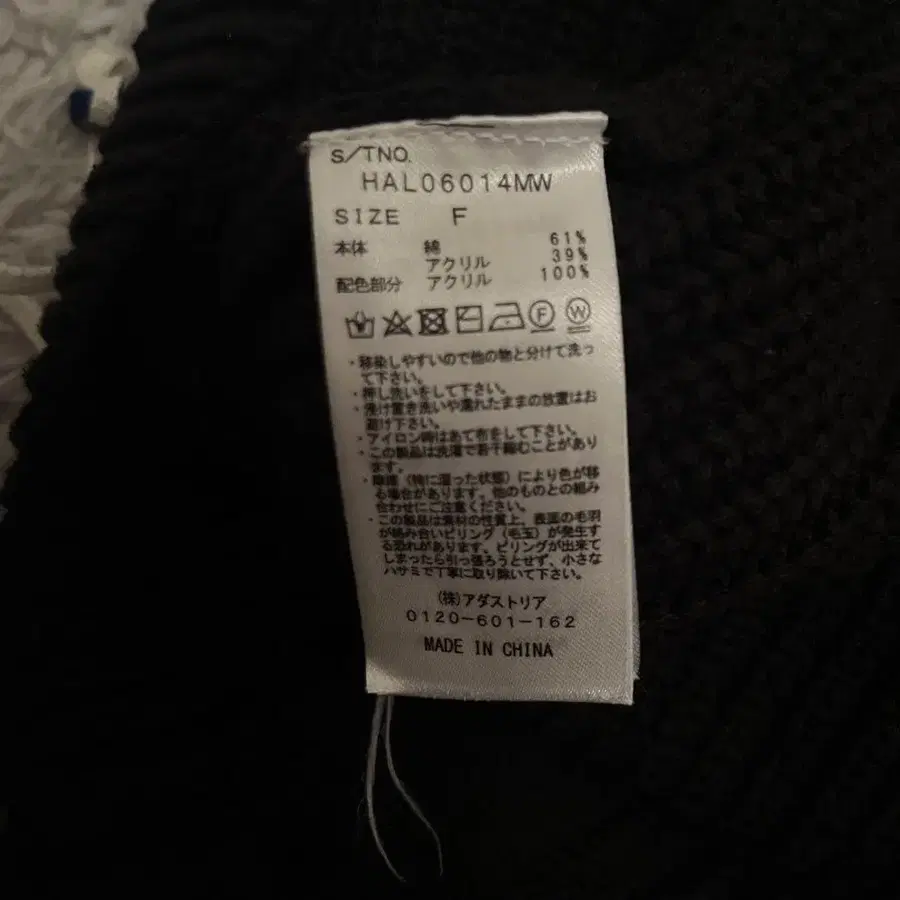 S/TNO.
HAL06014MW
SIZE F
本体 綿 61%
アクリル 39%
配色部分 アクリル 100%
F W
・移染しやすいので他の物と分けて洗っ
て下さい。
・押し洗いをして下さい。
・浸け置き洗いや濡れたままの放置はお
避け下さい。
・アイロン時はあて布をして下さい。
・この製品は洗濯で若干縮むことがあり
ます。
・摩擦(特に湿った状態)により色が移
る場合があります。他のものとの組み
合わせにご注意ください。
・この製品は素材の性質上、表面の毛羽
が絡み合いピリング(毛玉)が発生す
る恐れがあります。ピリングが出来て
しまったら引っ張ろうとせず、小さな
ハサミで丁寧に取り除いて下さい。
(株)アダストリア
0120-601-162
MADE IN CHINA